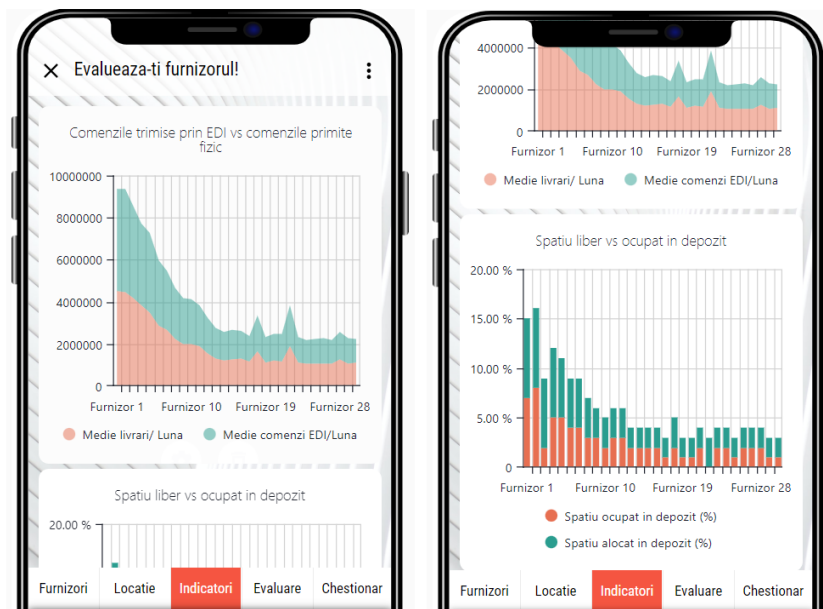 Evalueaza-ti furnizorul!
Comenzile trimise prin EDI vs comenzile primite
fizic
10000000
8000000
6000000
4000000
2000000
0
Furnizor 1 Furnizor 10 Furnizor 19 Furnizor 28
Medie livrari/ Luna Medie comenzi EDI/Luna
Spatiu liber vs ocupat in depozit
20.00 %
Furnizori Locatie Indicatori Evaluare Chestionar
4000000
2000000
0
Furnizor 1 Furnizor 10 Furnizor 19 Furnizor 28
Medie livrari/ Luna Medie comenzi EDI/Luna
Spatiu liber vs ocupat in depozit
20.00 %
15.00 %
10.00 %
5.00 %
0
Furnizor 1 Furnizor 10 Furnizor 19 Furnizor 28
Spatiu ocupat in depozit (%)
Spatiu alocat in depozit (%)
Furnizori Locatie Indicatori Evaluare Chestionar